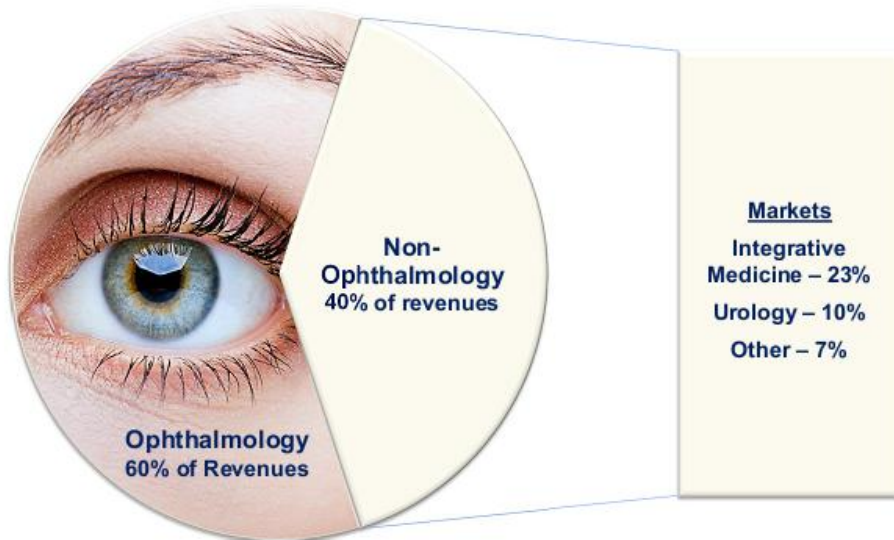 Non-
Ophthalmology
40% of revenues
Ophthalmology
60% of Revenues
Markets
Integrative
Medicine – 23%
Urology – 10%
Other – 7%